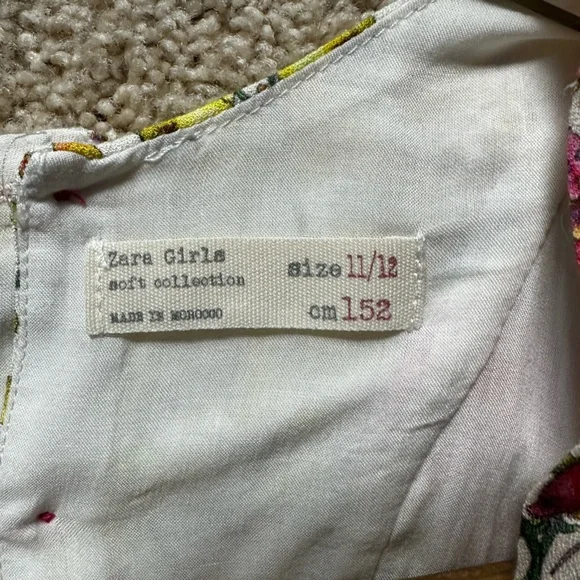 Zara Girls
soft collection
MADE IN MOROCCO
size 11/12
cm 152